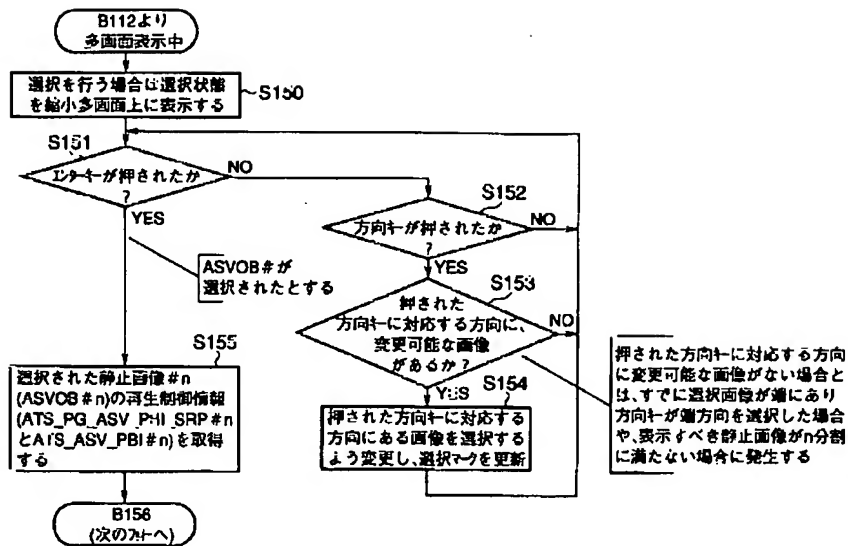 B112より
多画面表示中
選択を行う場合は選択状態
を縮小多画面上に表示する
S150
S151
エンターキーが押されたか
?
NO
YES
S152
方向キーが押されたか
?
NO
YES
ASVOB#が
選択されたとする
S153
押された
方向キーに対応する方向に、
変更可能な画像
があるか?
NO
YES
S154
押された方向キーに対応する
方向にある画像を選択する
よう変更し、選択マークを更新
押された方向キーに対応する方向
に変更可能な画像がない場合と
は、すでに選択画像が端にあり
方向キーが端方向を選択した場合
や、表示すべき静止画像がn分割
に満たない場合に発生する
S155
選択された静止画像#n
(ASVOB#n)の再生制御情報
(ATS_PG_ASV_PBI_SRP#n
とATS_ASV_PBI#n)を取得
する
B156
(次のフローへ)